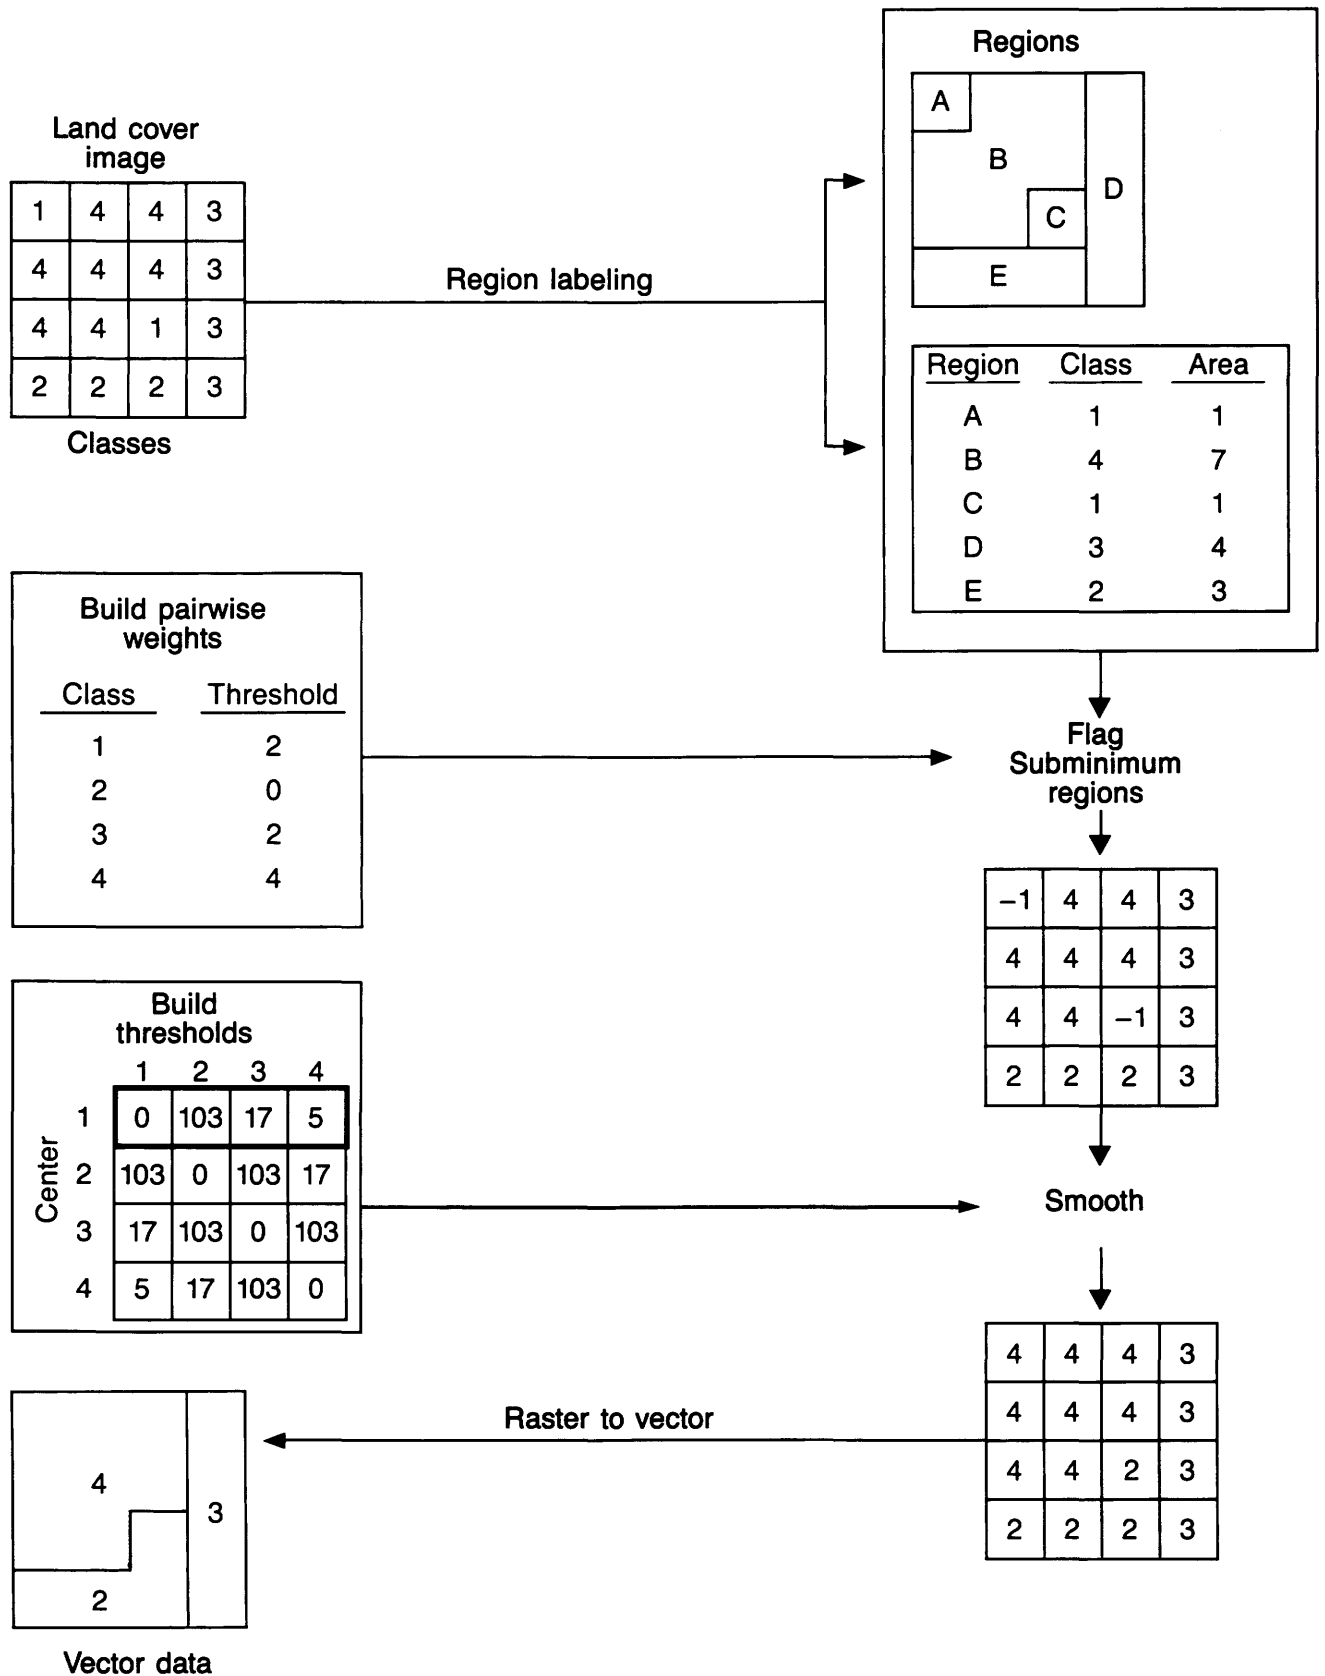 Land cover
image
1 4 4 3
4 4 4 3
4 4 1 3
2 2 2 3
Classes
Region labeling
Regions
A
B
D
C
E
Region Class Area
A 1 1
B 4 7
C 1 1
D 3 4
E 2 3
Build pairwise
weights
Class Threshold
1 2
2 0
3 2
4 4
Flag
Subminimum
regions
−1 4 4 3
4 4 4 3
4 4 −1 3
2 2 2 3
Build
thresholds
1 2 3 4
Center
1 0 103 17 5
2 103 0 103 17
3 17 103 0 103
4 5 17 103 0
Smooth
4 4 4 3
4 4 4 3
4 4 2 3
2 2 2 3
Raster to vector
4
3
2
Vector data